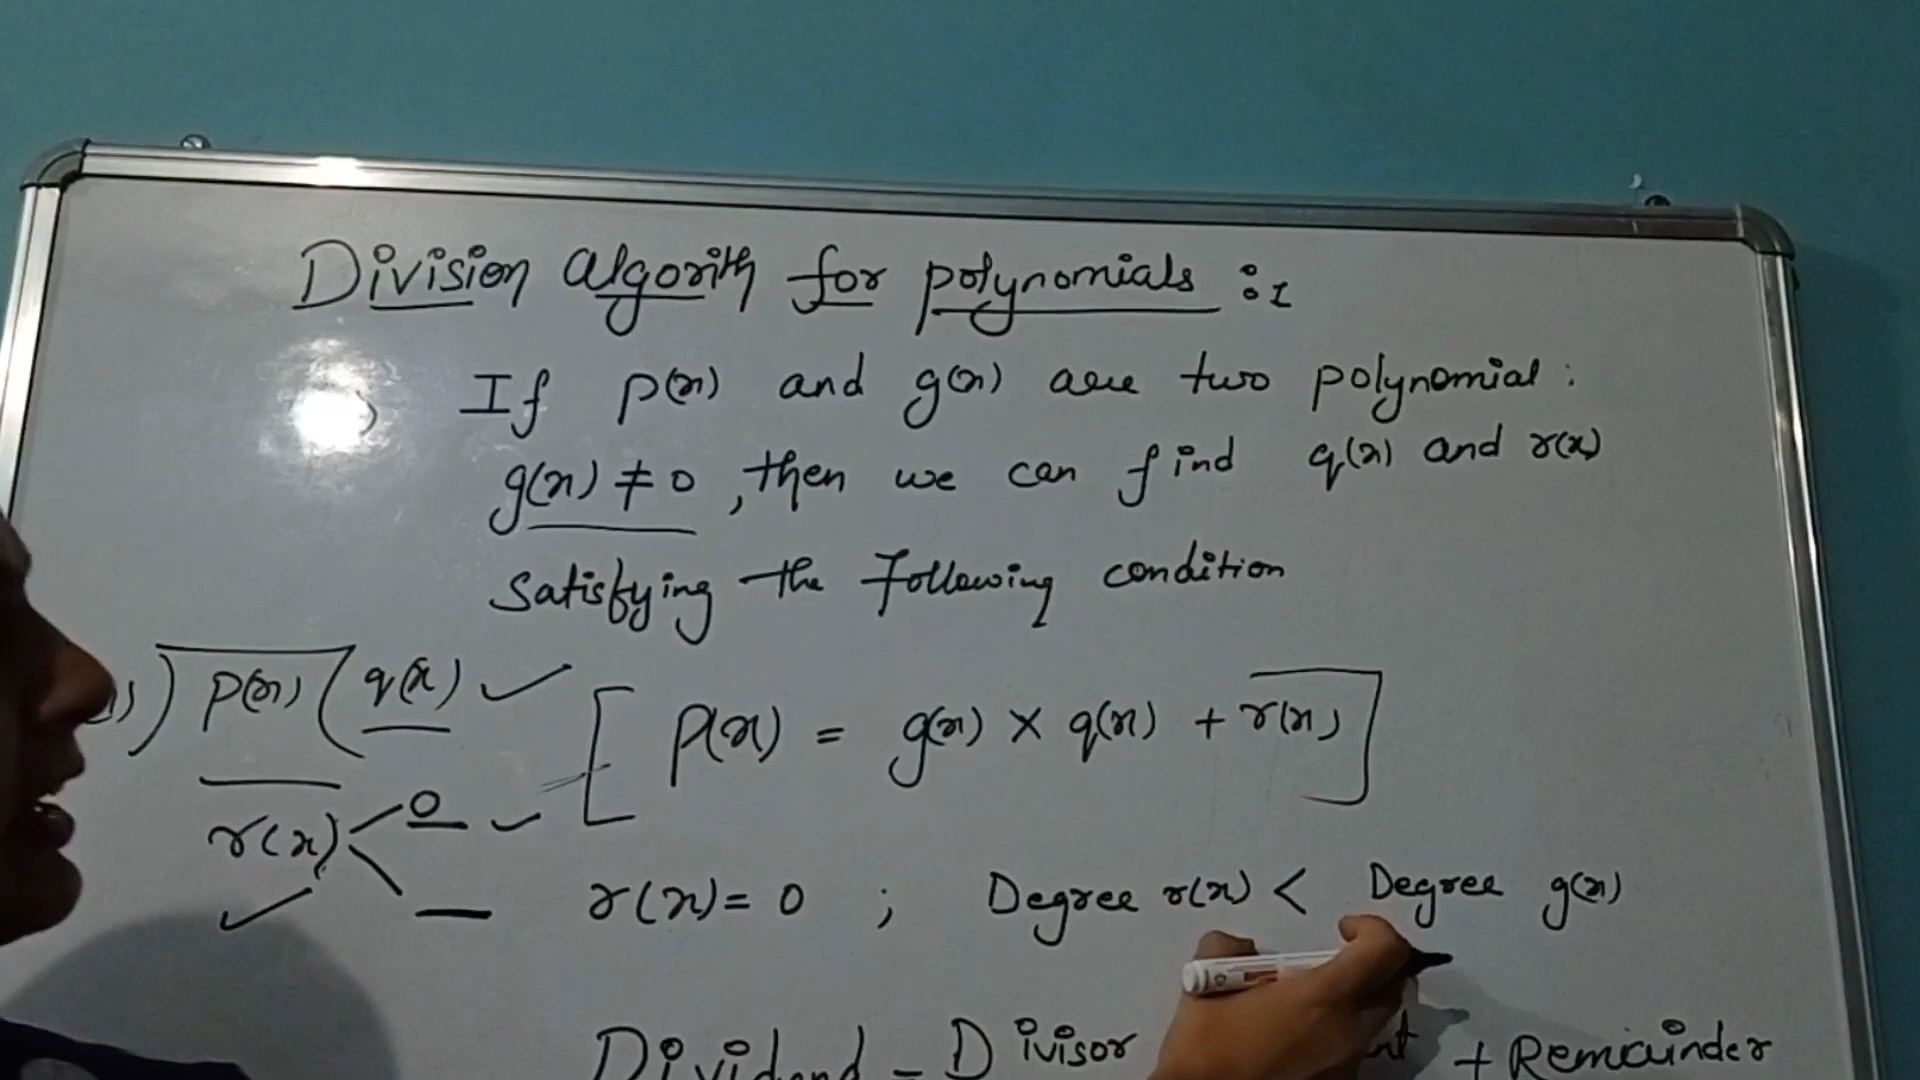 Division algorith for polynomials :-
If p(x) and g(x) are two polynomial :
g(x) ≠ 0 , then we can find q(x) and r(x)
Satisfying the following condition
) p(x) ( q(x) ✓
[ p(x) = g(x) × q(x) + r(x) ]
r(x) < 0 ✓
✓ — r(x) = 0 ; Degree r(x) < Degree g(x)
Dividend = Divisor + Remainder